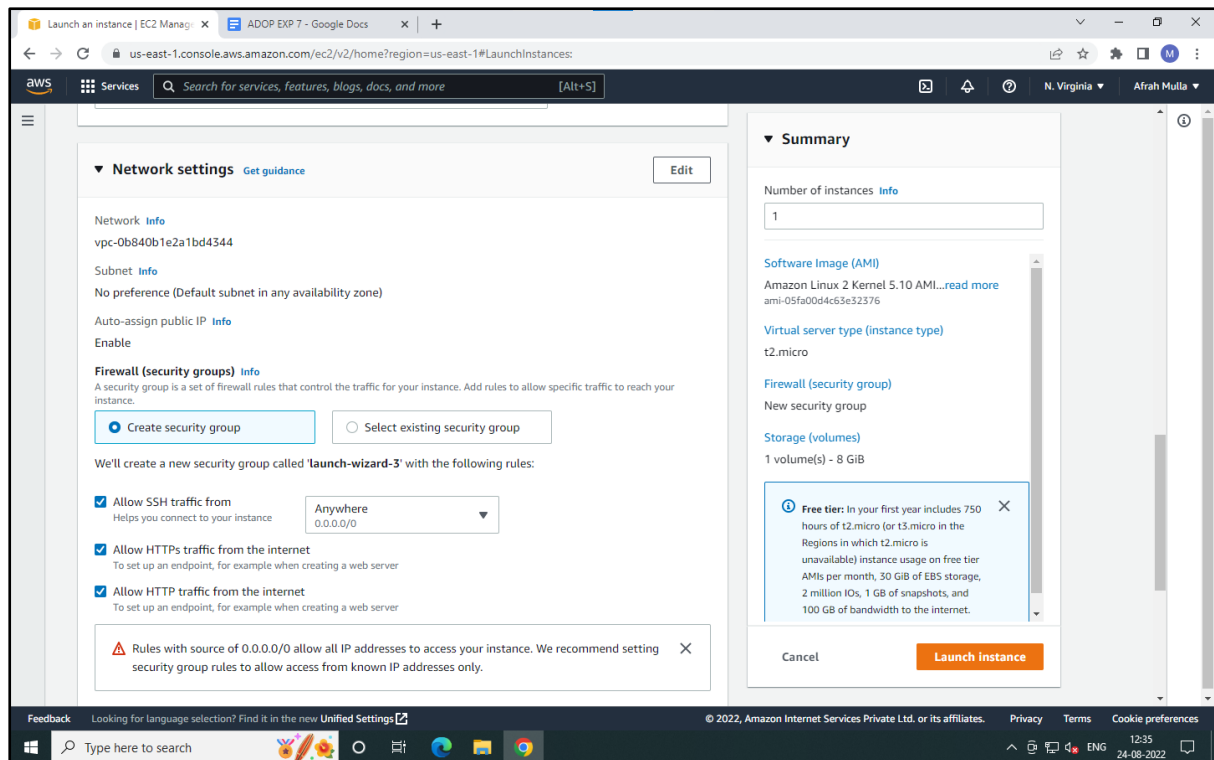 Launch an instance | EC2 Manage
ADOP EXP 7 - Google Docs
us-east-1.console.aws.amazon.com/ec2/v2/home?region=us-east-1#LaunchInstances:
M
aws
Services
Search for services, features, blogs, docs, and more
[Alt+S]
N. Virginia
Afrah Mulla
Network settings Get guidance
Edit
Network Info
vpc-0b840b1e2a1bd4344
Subnet Info
No preference (Default subnet in any availability zone)
Auto-assign public IP Info
Enable
Firewall (security groups) Info
A security group is a set of firewall rules that control the traffic for your instance. Add rules to allow specific traffic to reach your
instance.
Create security group
Select existing security group
We'll create a new security group called 'launch-wizard-3' with the following rules:
Allow SSH traffic from
Helps you connect to your instance
Anywhere
0.0.0.0/0
Allow HTTPs traffic from the internet
To set up an endpoint, for example when creating a web server
Allow HTTP traffic from the internet
To set up an endpoint, for example when creating a web server
Rules with source of 0.0.0.0/0 allow all IP addresses to access your instance. We recommend setting
security group rules to allow access from known IP addresses only.
Summary
Number of instances Info
1
Software Image (AMI)
Amazon Linux 2 Kernel 5.10 AMI...read more
ami-05fa00d4c63e32376
Virtual server type (instance type)
t2.micro
Firewall (security group)
New security group
Storage (volumes)
1 volume(s) - 8 GiB
Free tier: In your first year includes 750
hours of t2.micro (or t3.micro in the
Regions in which t2.micro is
unavailable) instance usage on free tier
AMIs per month, 30 GiB of EBS storage,
2 million IOs, 1 GB of snapshots, and
100 GB of bandwidth to the internet.
Cancel
Launch instance
Feedback
Looking for language selection? Find it in the new Unified Settings
© 2022, Amazon Internet Services Private Ltd. or its affiliates.
Privacy
Terms
Cookie preferences
Type here to search
ENG
12:35
24-08-2022